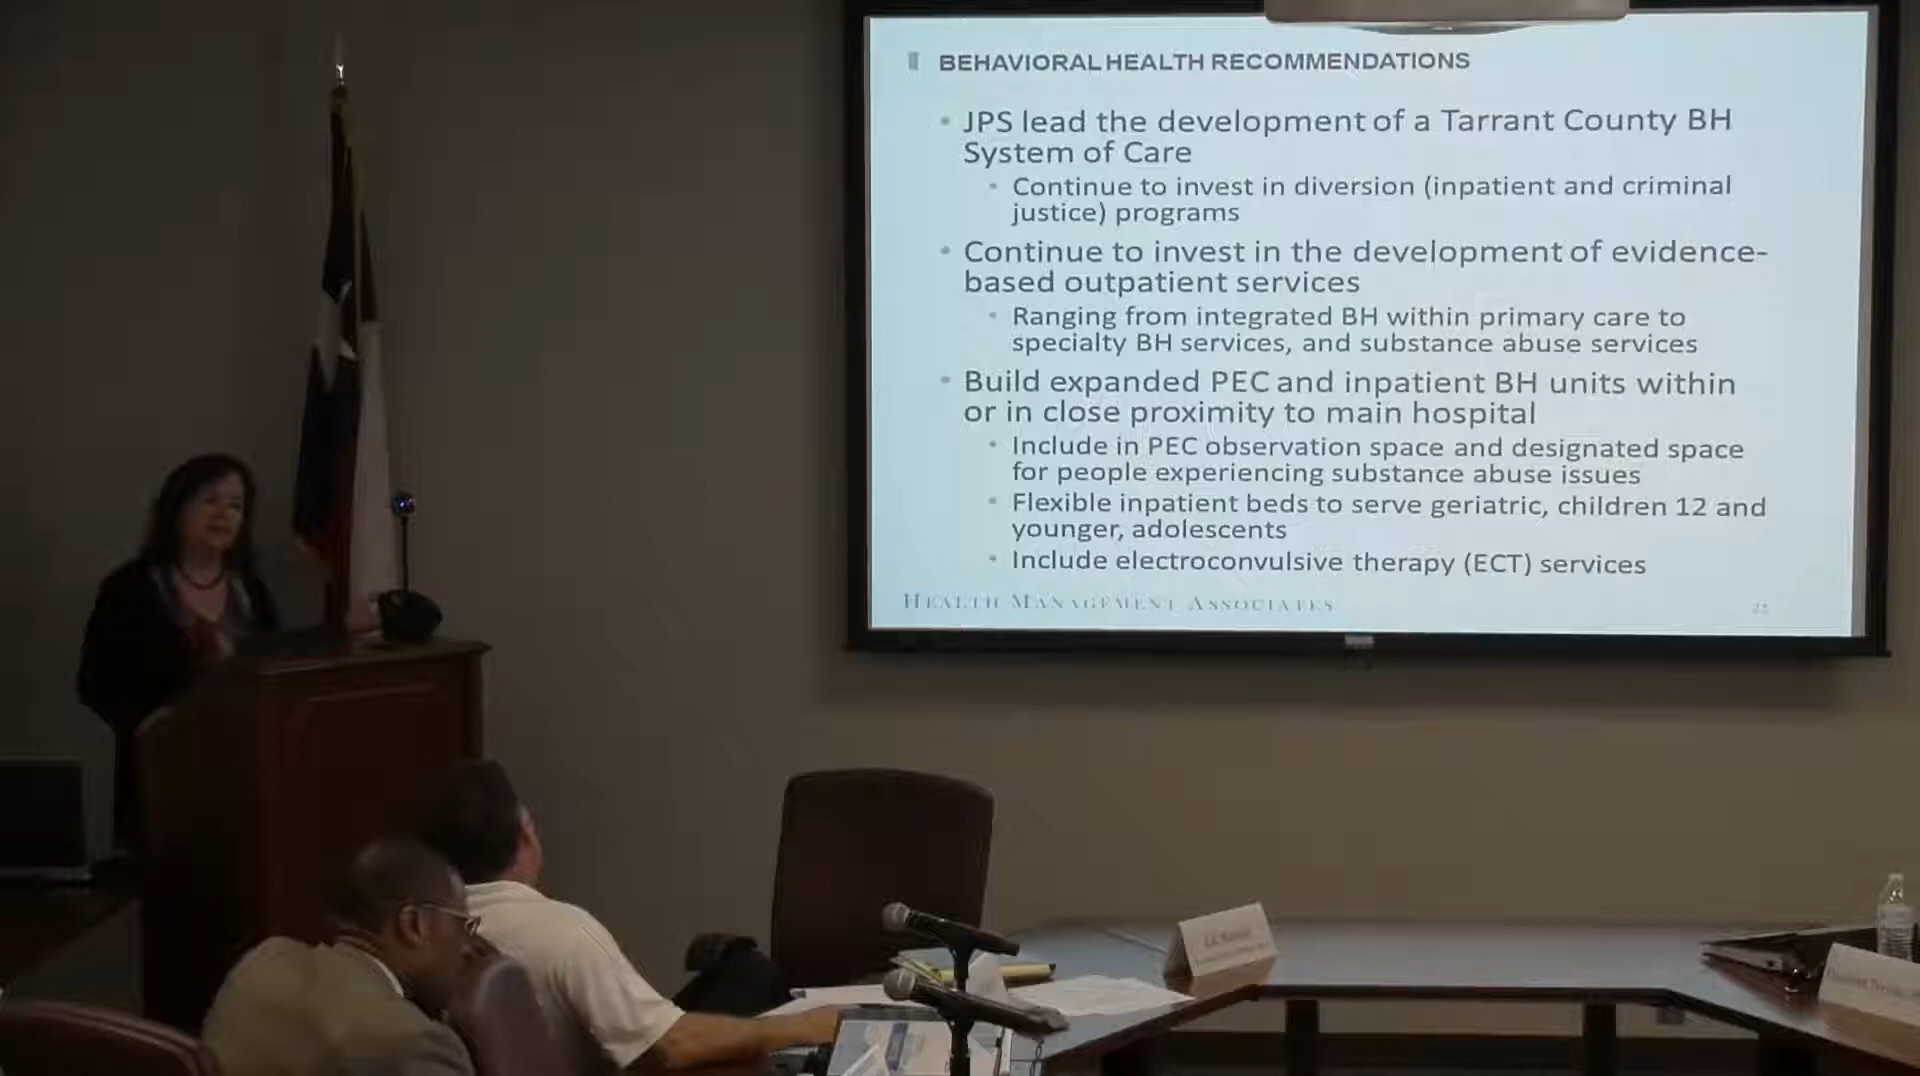 BEHAVIORAL HEALTH RECOMMENDATIONS
• JPS lead the development of a Tarrant County BH
System of Care
• Continue to invest in diversion (inpatient and criminal
justice) programs
• Continue to invest in the development of evidence-
based outpatient services
• Ranging from integrated BH within primary care to
specialty BH services, and substance abuse services
• Build expanded PEC and inpatient BH units within
or in close proximity to main hospital
• Include in PEC observation space and designated space
for people experiencing substance abuse issues
• Flexible inpatient beds to serve geriatric, children 12 and
younger, adolescents
• Include electroconvulsive therapy (ECT) services
HEALTH MANAGEMENT ASSOCIATES